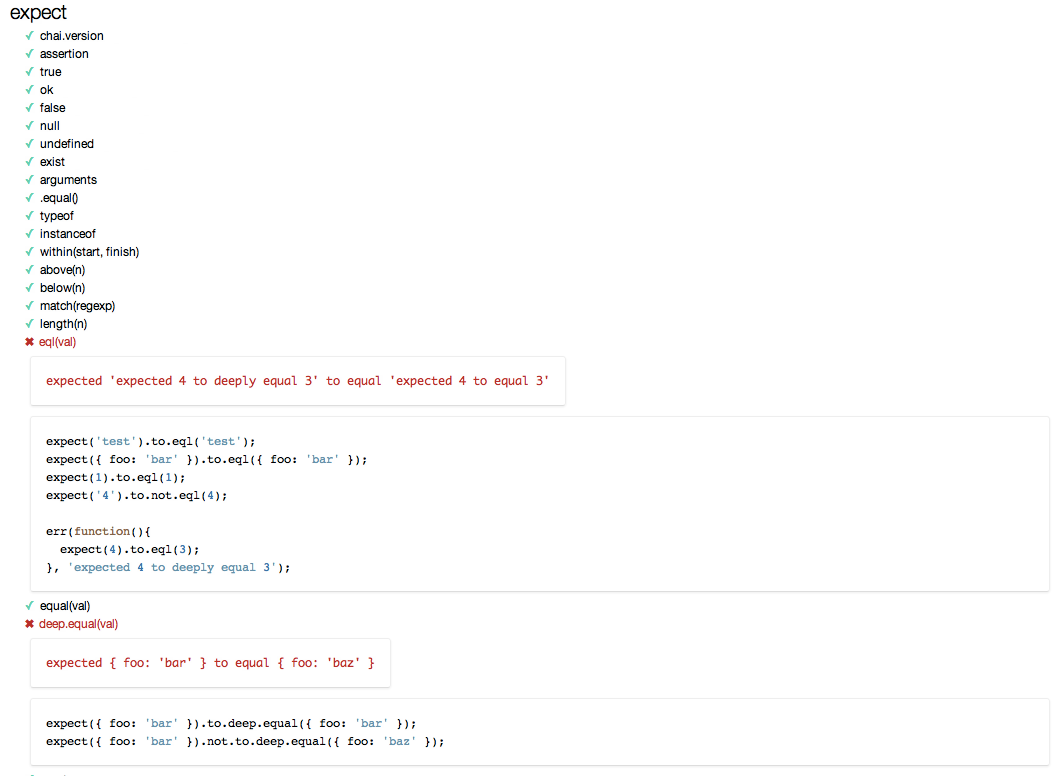 expect
✓ chai.version
✓ assertion
✓ true
✓ ok
✓ false
✓ null
✓ undefined
✓ exist
✓ arguments
✓ .equal()
✓ typeof
✓ instanceof
✓ within(start, finish)
✓ above(n)
✓ below(n)
✓ match(regexp)
✓ length(n)
✖ eql(val)
expected 'expected 4 to deeply equal 3' to equal 'expected 4 to equal 3'
expect('test').to.eql('test');
expect({ foo: 'bar' }).to.eql({ foo: 'bar' });
expect(1).to.eql(1);
expect('4').to.not.eql(4);
err(function(){
  expect(4).to.eql(3);
}, 'expected 4 to deeply equal 3');
✓ equal(val)
✖ deep.equal(val)
expected { foo: 'bar' } to equal { foo: 'baz' }
expect({ foo: 'bar' }).to.deep.equal({ foo: 'bar' });
expect({ foo: 'bar' }).not.to.deep.equal({ foo: 'baz' });